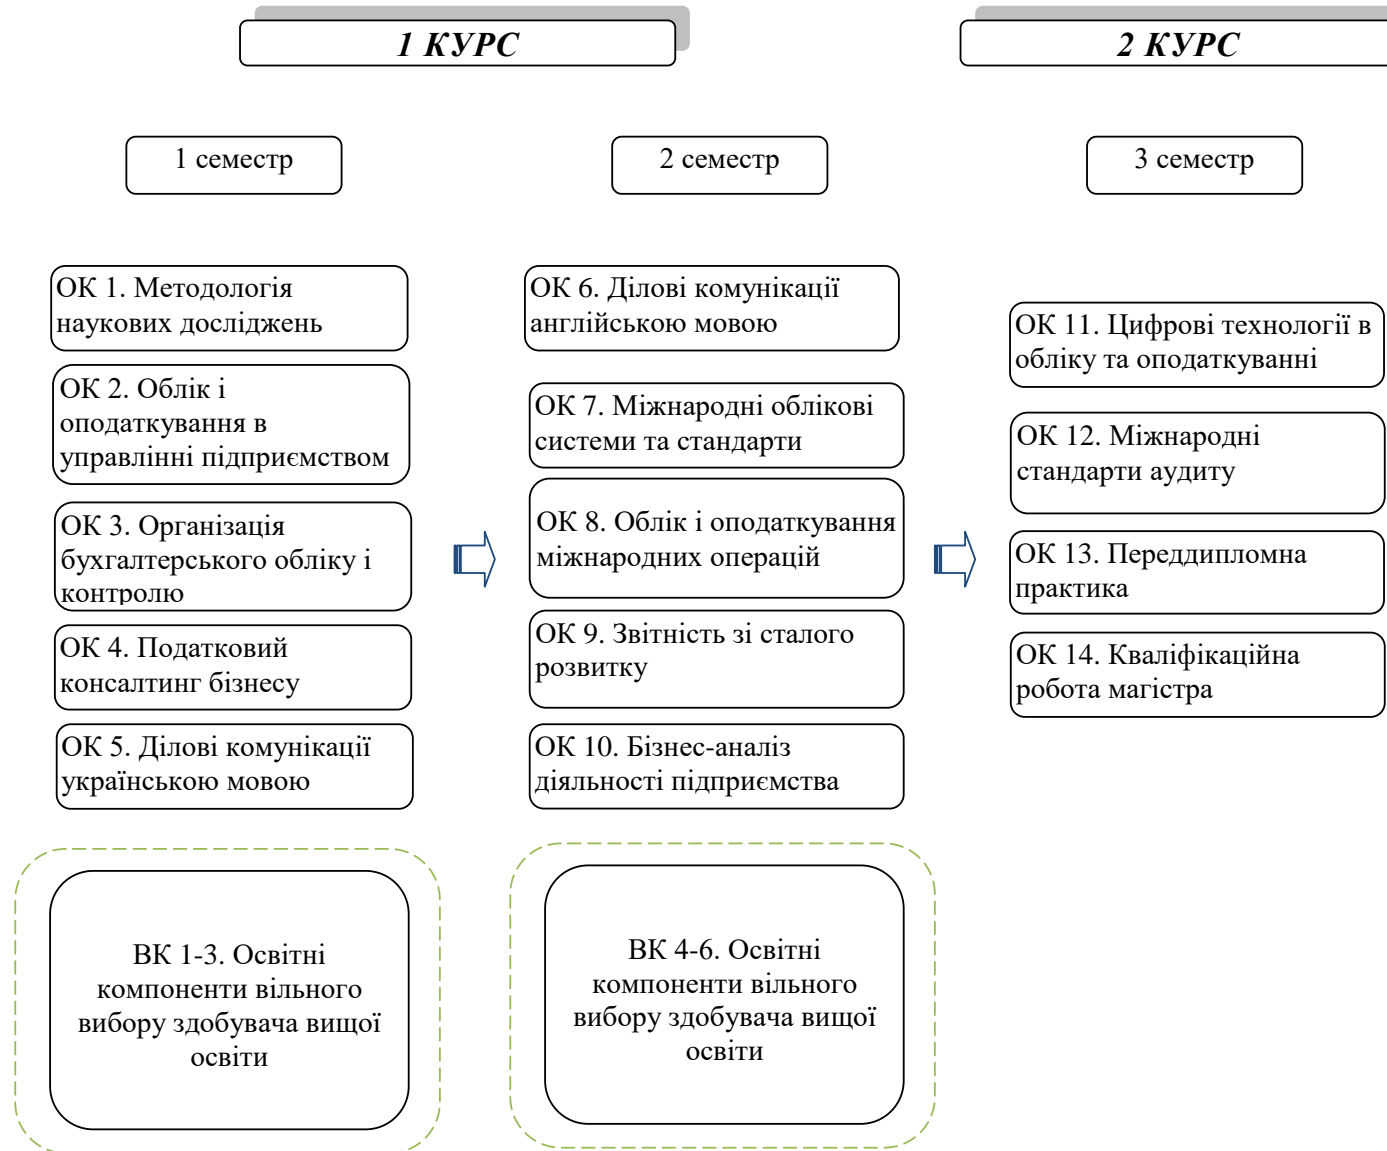 1 КУРС
2 КУРС
1 семестр
2 семестр
3 семестр
ОК 1. Методологія
наукових досліджень
ОК 2. Облік і
оподаткування в
управлінні підприємством
ОК 3. Організація
бухгалтерського обліку і
контролю
ОК 4. Податковий
консалтинг бізнесу
ОК 5. Ділові комунікації
українською мовою
ВК 1-3. Освітні
компоненти вільного
вибору здобувача вищої
освіти
ОК 6. Ділові комунікації
англійською мовою
ОК 7. Міжнародні облікові
системи та стандарти
ОК 8. Облік і оподаткування
міжнародних операцій
ОК 9. Звітність зі сталого
розвитку
ОК 10. Бізнес-аналіз
діяльності підприємства
ВК 4-6. Освітні
компоненти вільного
вибору здобувача вищої
освіти
ОК 11. Цифрові технології в
обліку та оподаткуванні
ОК 12. Міжнародні
стандарти аудиту
ОК 13. Переддипломна
практика
ОК 14. Кваліфікаційна
робота магістра